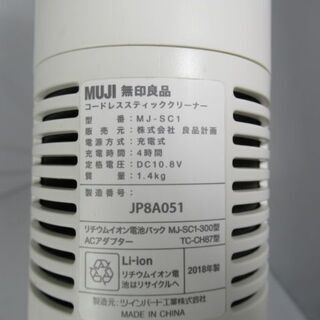 MUJI 無印良品
コードレススティッククリーナー
型 番 : MJ-SC1
販 売 元 : 株式会社 良品計画
電源方式 : 充電式
充電時間 : 4時間
定格電圧 : DC10.8V
質 量 : 1.4kg
製造番号 :
JP8A051
リチウムイオン電池パック MJ-SC1-300型
ACアダプター TC-CH87型
Li-ion
リチウムイオン電
池はリサイクルへ
2018年製
製造元:ツインバード工業株式会社
MADE IN CHINA